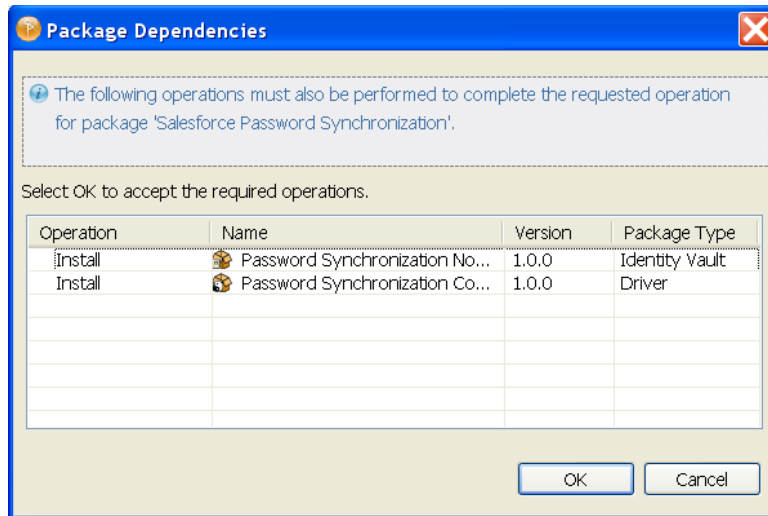 Package Dependencies
The following operations must also be performed to complete the requested operation
for package 'Salesforce Password Synchronization'.
Select OK to accept the required operations.
Operation Name Version Package Type
Install Password Synchronization No... 1.0.0 Identity Vault
Install Password Synchronization Co... 1.0.0 Driver
OK Cancel